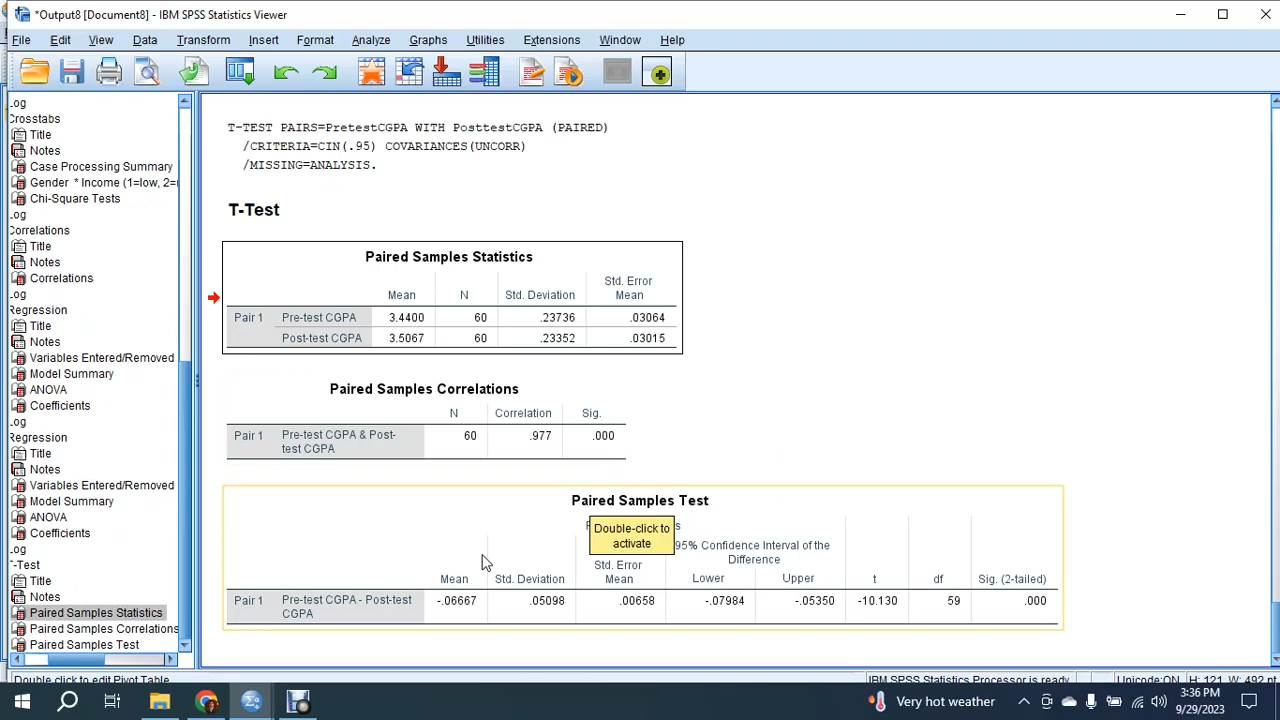 *Output8 [Document8] - IBM SPSS Statistics Viewer
File Edit View Data Transform Insert Format Analyze Graphs Utilities Extensions Window Help
.og
Crosstabs
Title
Notes
Case Processing Summary
Gender * Income (1=low, 2=
Chi-Square Tests
.og
Correlations
Title
Notes
Correlations
.og
Regression
Title
Notes
Variables Entered/Removed
Model Summary
ANOVA
Coefficients
.og
Regression
Title
Notes
Variables Entered/Removed
Model Summary
ANOVA
Coefficients
.og
T-Test
Title
Notes
Paired Samples Statistics
Paired Samples Correlations
Paired Samples Test
T-TEST PAIRS=PretestCGPA WITH PosttestCGPA (PAIRED)
/CRITERIA=CIN(.95) COVARIANCES(UNCORR)
/MISSING=ANALYSIS.
T-Test
Paired Samples Statistics
Mean N Std. Deviation Std. Error Mean
Pair 1 Pre-test CGPA 3.4400 60 .23736 .03064
Post-test CGPA 3.5067 60 .23352 .03015
Paired Samples Correlations
N Correlation Sig.
Pair 1 Pre-test CGPA & Post-
test CGPA 60 .977 .000
Paired Samples Test
Double-click to
activate
95% Confidence Interval of the
Difference
Mean Std. Deviation Std. Error Mean Lower Upper t df Sig. (2-tailed)
Pair 1 Pre-test CGPA - Post-test
CGPA -.06667 .05098 .00658 -.07984 -.05350 -10.130 59 .000
Double click to edit Pivot Table
IBM SPSS Statistics Processor is ready Unicode:ON H: 121, W: 492 pt
Very hot weather
3:36 PM
9/29/2023